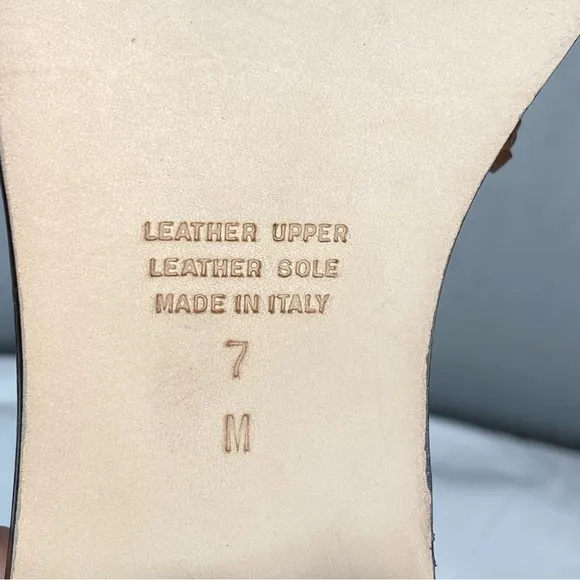 LEATHER UPPER
LEATHER SOLE
MADE IN ITALY
7
M